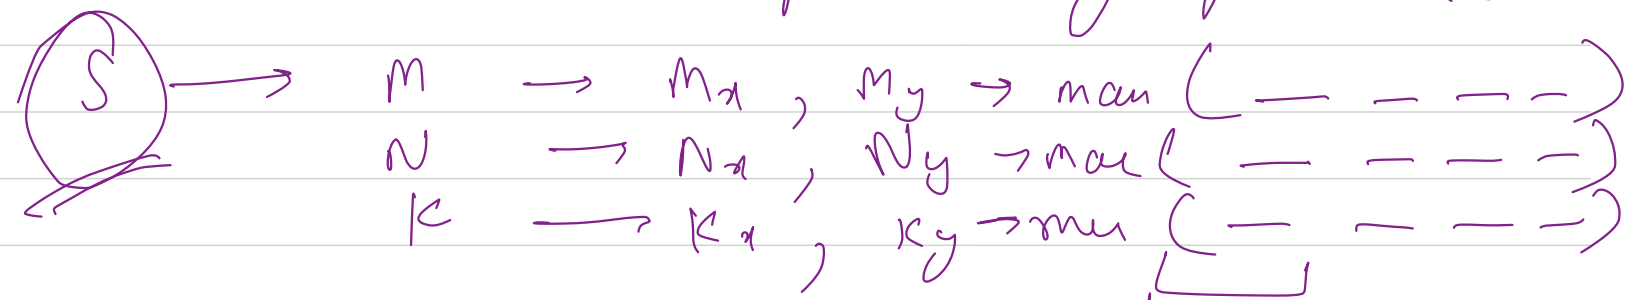 S → M → Mx , My → max ( — — — — )
N → Nx , Ny → max ( — — — — )
K → Kx , Ky → max ( — — — — )